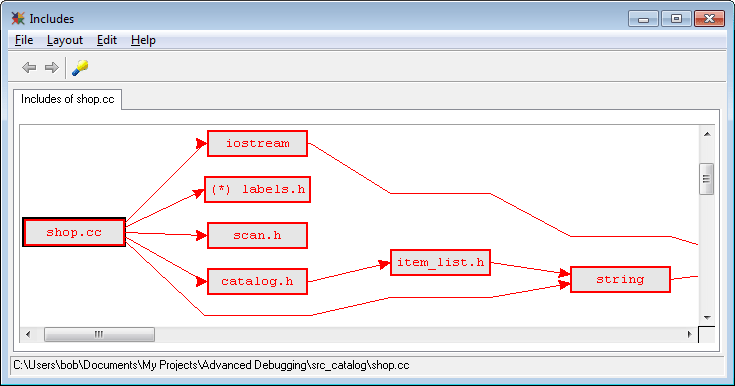 Includes
File Layout Edit Help
Includes of shop.cc
iostream
(*) labels.h
shop.cc
scan.h
item_list.h
catalog.h
string
C:\Users\bob\Documents\My Projects\Advanced Debugging\src_catalog\shop.cc